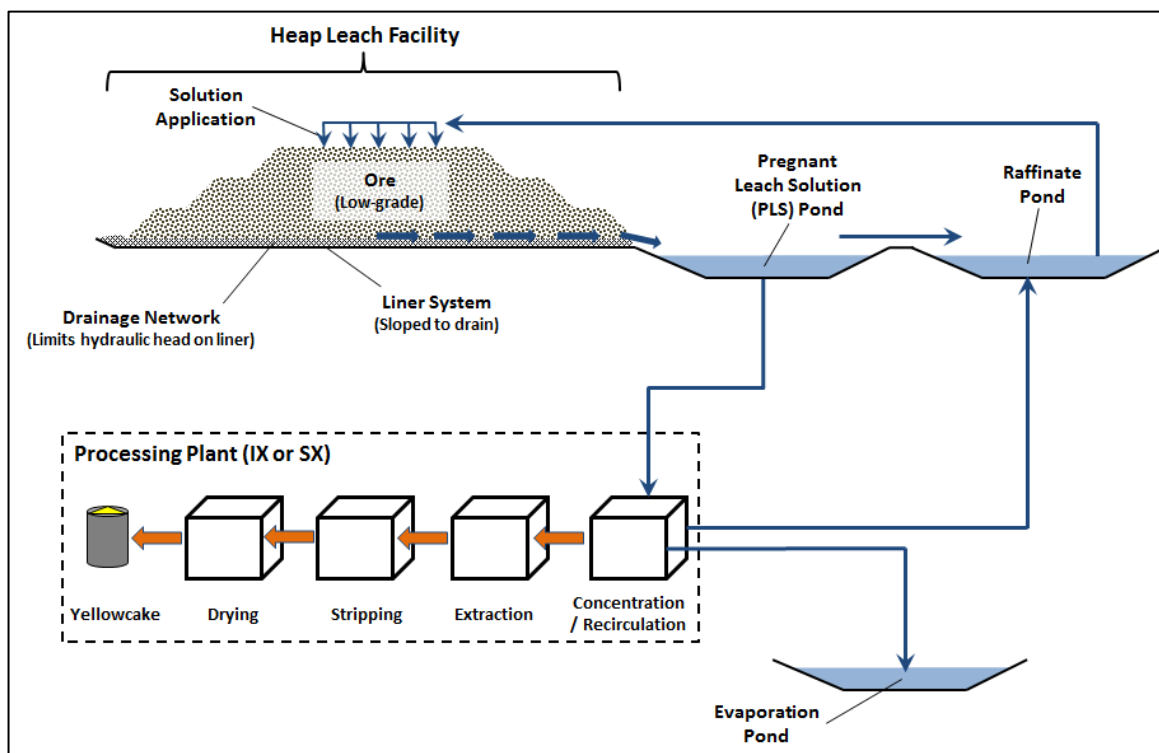 Heap Leach Facility
Solution
Application
Ore
(Low-grade)
Pregnant
Leach Solution
(PLS) Pond
Raffinate
Pond
Drainage Network
(Limits hydraulic head on liner)
Liner System
(Sloped to drain)
Processing Plant (IX or SX)
Yellowcake
Drying
Stripping
Extraction
Concentration
/ Recirculation
Evaporation
Pond